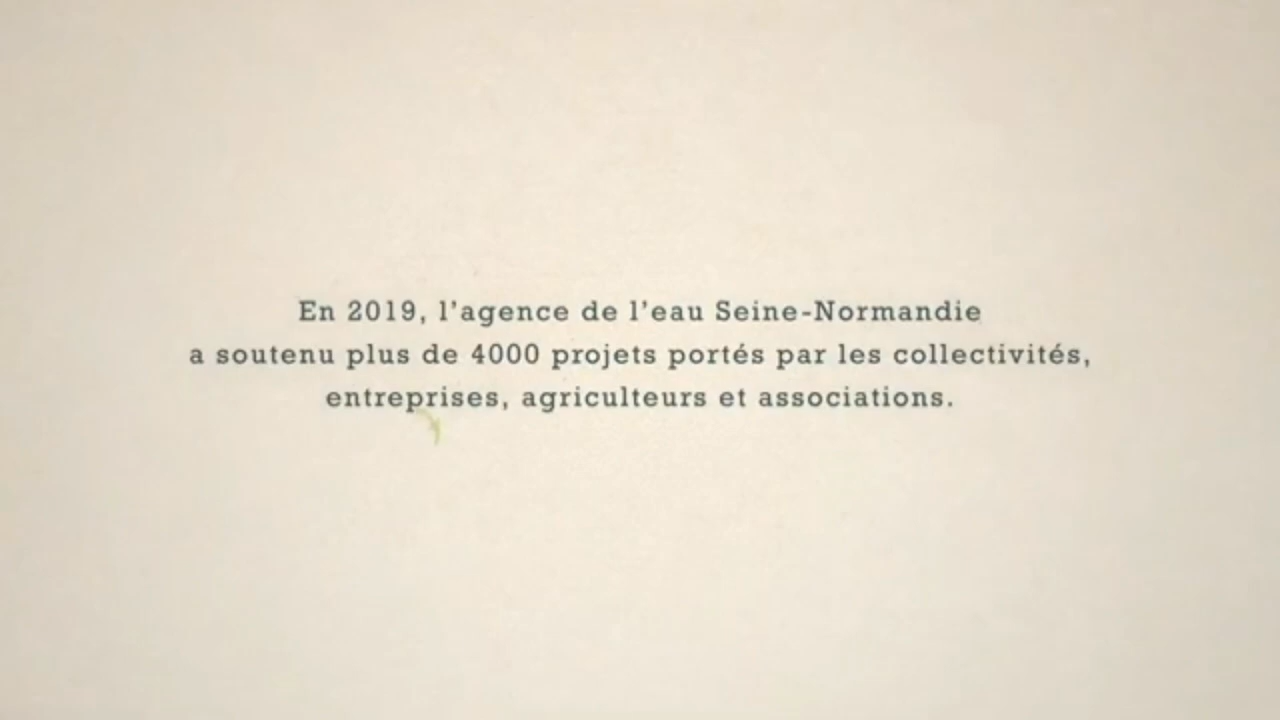 En 2019, l'agence de l'eau Seine-Normandie
a soutenu plus de 4000 projets portés par les collectivités,
entreprises, agriculteurs et associations.